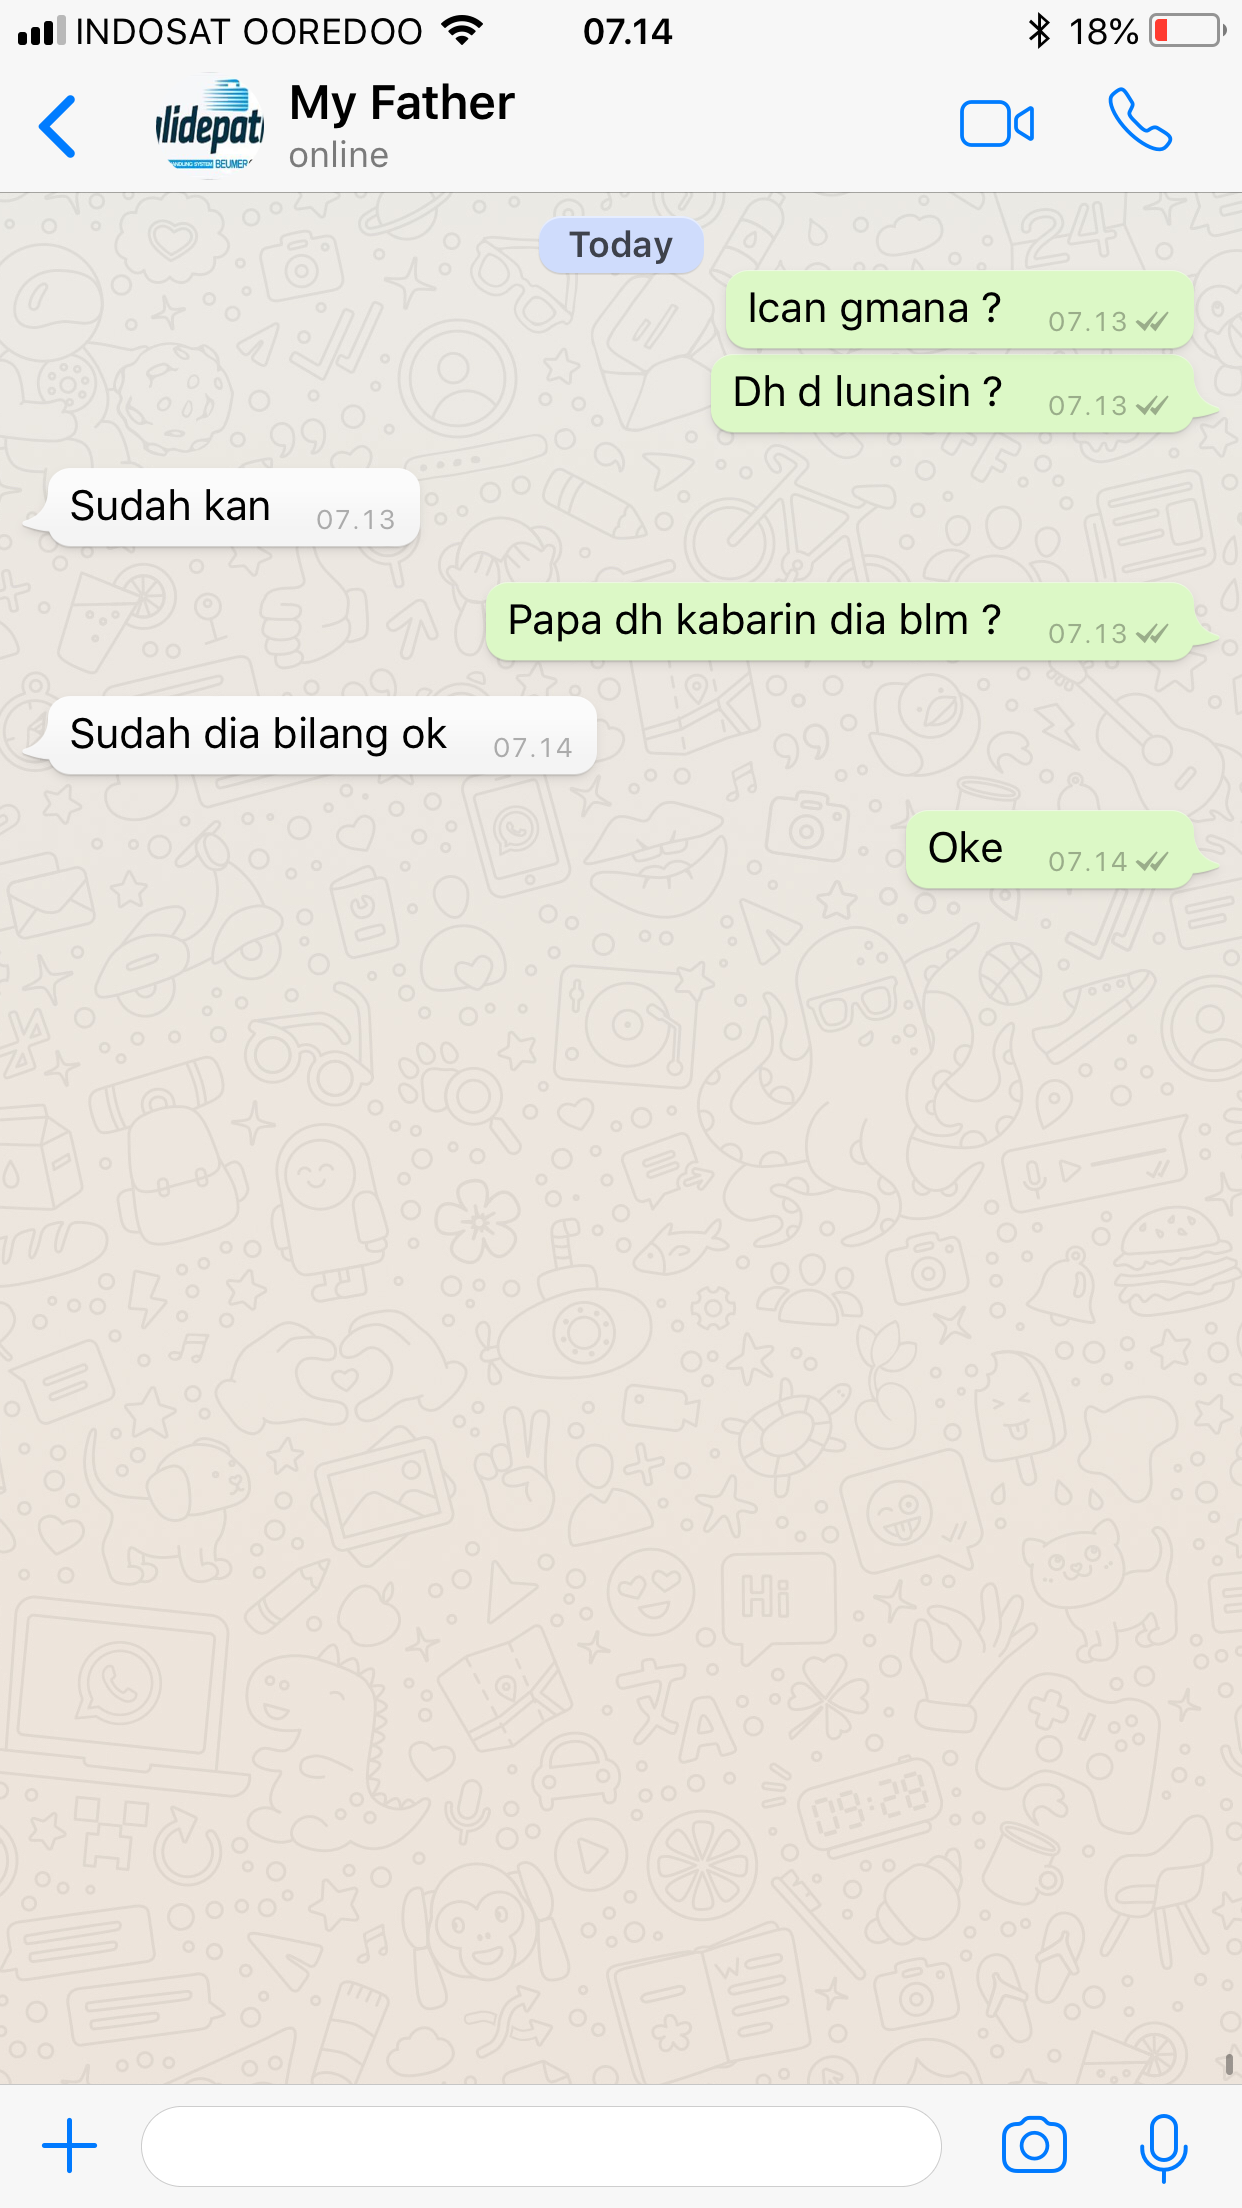 INDOSAT OOREDOO 07.14 18%
My Father
online
Today
Ican gmana ? 07.13
Dh d lunasin ? 07.13
Sudah kan 07.13
Papa dh kabarin dia blm ? 07.13
Sudah dia bilang ok 07.14
Oke 07.14